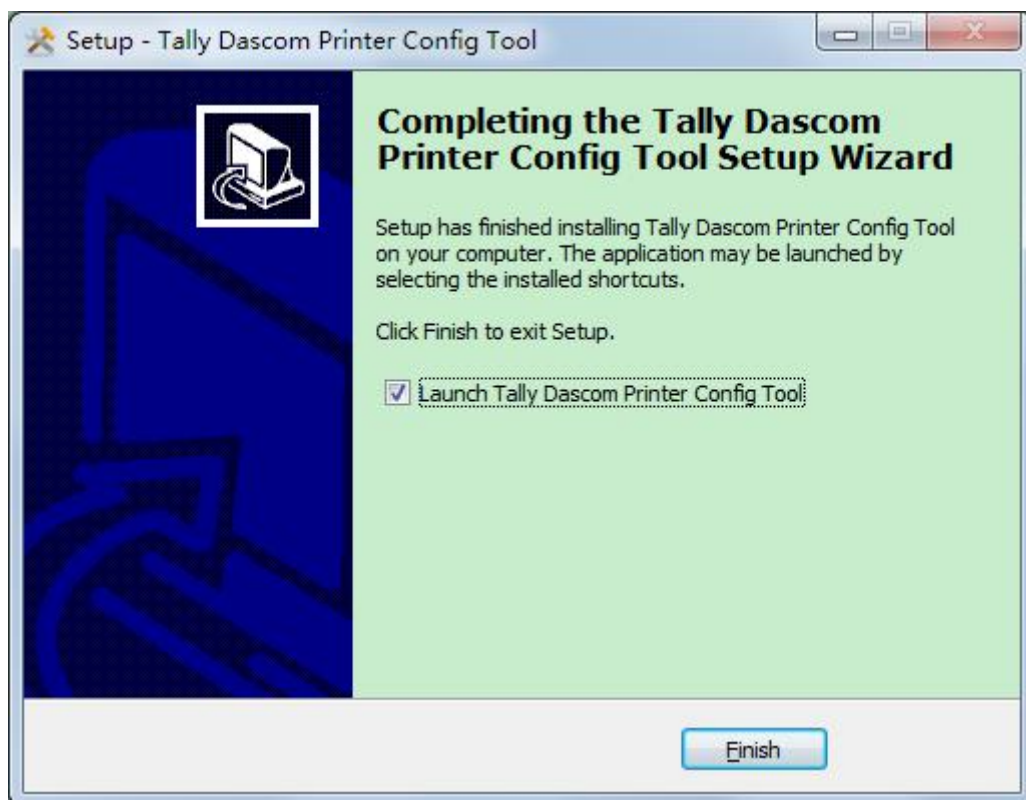 Setup - Tally Dascom Printer Config Tool
Completing the Tally Dascom
Printer Config Tool Setup Wizard
Setup has finished installing Tally Dascom Printer Config Tool
on your computer. The application may be launched by
selecting the installed shortcuts.
Click Finish to exit Setup.
Launch Tally Dascom Printer Config Tool
Finish